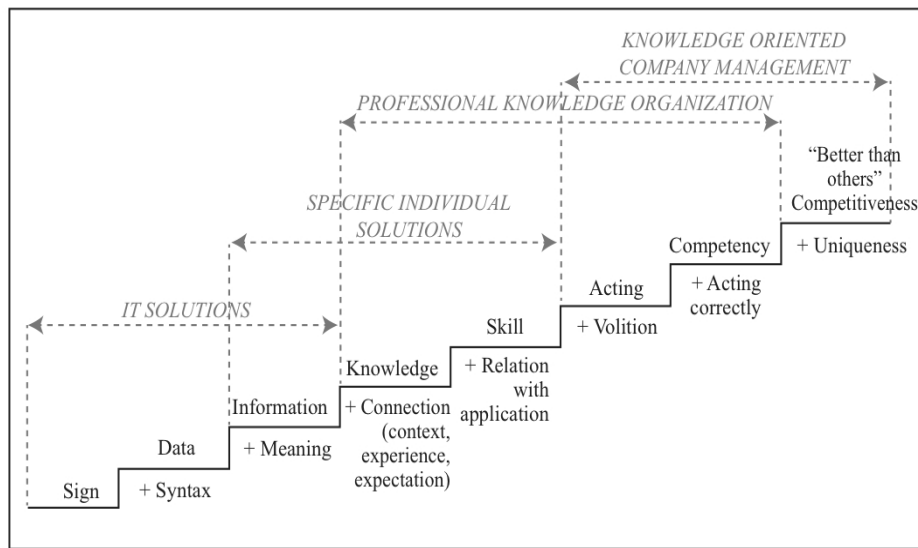 KNOWLEDGE ORIENTED
COMPANY MANAGEMENT
PROFESSIONAL KNOWLEDGE ORGANIZATION
“Better than
others”
Competitiveness
+ Uniqueness
SPECIFIC INDIVIDUAL
SOLUTIONS
Competency
+ Acting
correctly
Acting
+ Volition
IT SOLUTIONS
Skill
+ Relation
with
application
Knowledge
+ Connection
(context,
experience,
expectation)
Information
+ Meaning
Data
+ Syntax
Sign